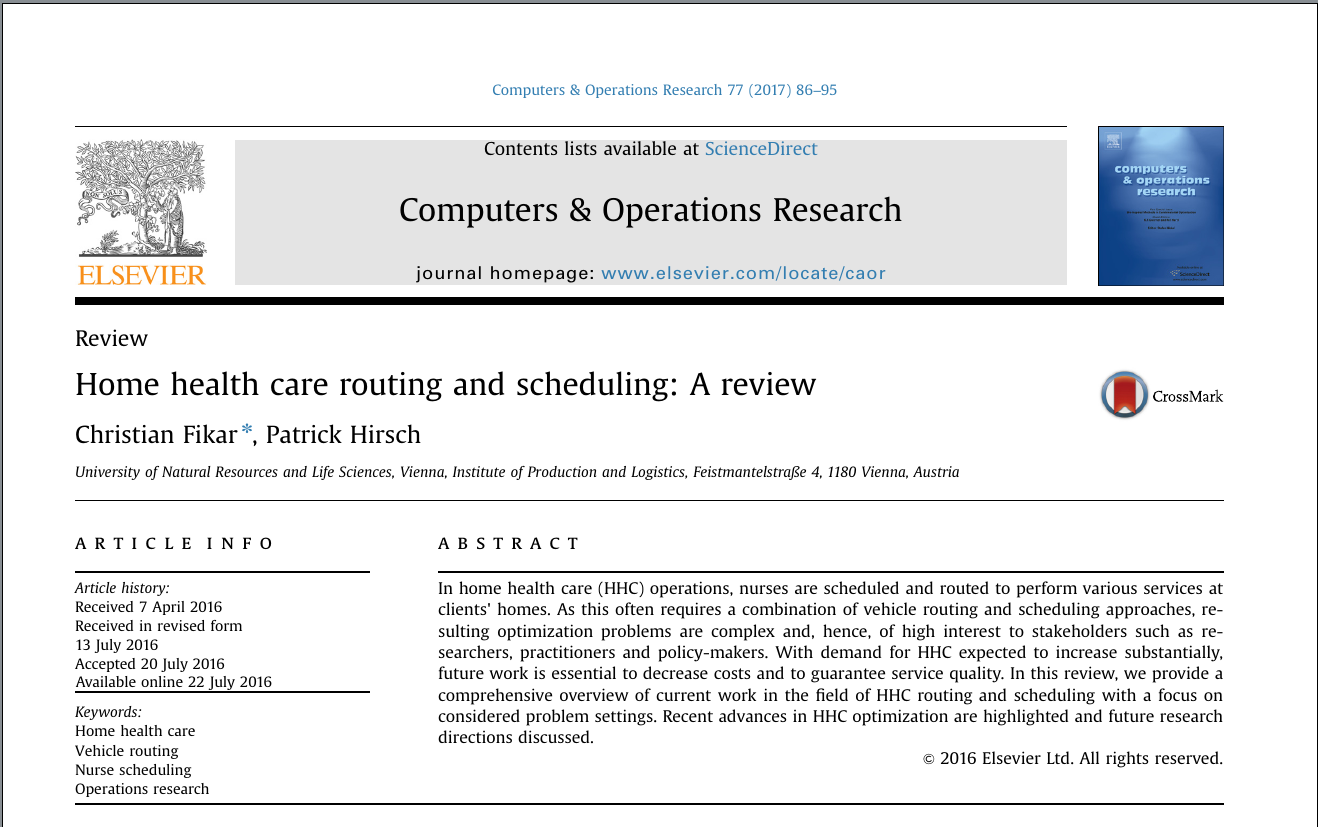 Computers & Operations Research 77 (2017) 86–95
Contents lists available at ScienceDirect
Computers & Operations Research
journal homepage: www.elsevier.com/locate/caor
ELSEVIER
computers
& operations
research
Review
Home health care routing and scheduling: A review
CrossMark
Christian Fikar*, Patrick Hirsch
University of Natural Resources and Life Sciences, Vienna, Institute of Production and Logistics, Feistmantelstraße 4, 1180 Vienna, Austria
ARTICLE INFO
Article history:
Received 7 April 2016
Received in revised form
13 July 2016
Accepted 20 July 2016
Available online 22 July 2016
Keywords:
Home health care
Vehicle routing
Nurse scheduling
Operations research
ABSTRACT
In home health care (HHC) operations, nurses are scheduled and routed to perform various services at
clients' homes. As this often requires a combination of vehicle routing and scheduling approaches, re-
sulting optimization problems are complex and, hence, of high interest to stakeholders such as re-
searchers, practitioners and policy-makers. With demand for HHC expected to increase substantially,
future work is essential to decrease costs and to guarantee service quality. In this review, we provide a
comprehensive overview of current work in the field of HHC routing and scheduling with a focus on
considered problem settings. Recent advances in HHC optimization are highlighted and future research
directions discussed.
© 2016 Elsevier Ltd. All rights reserved.